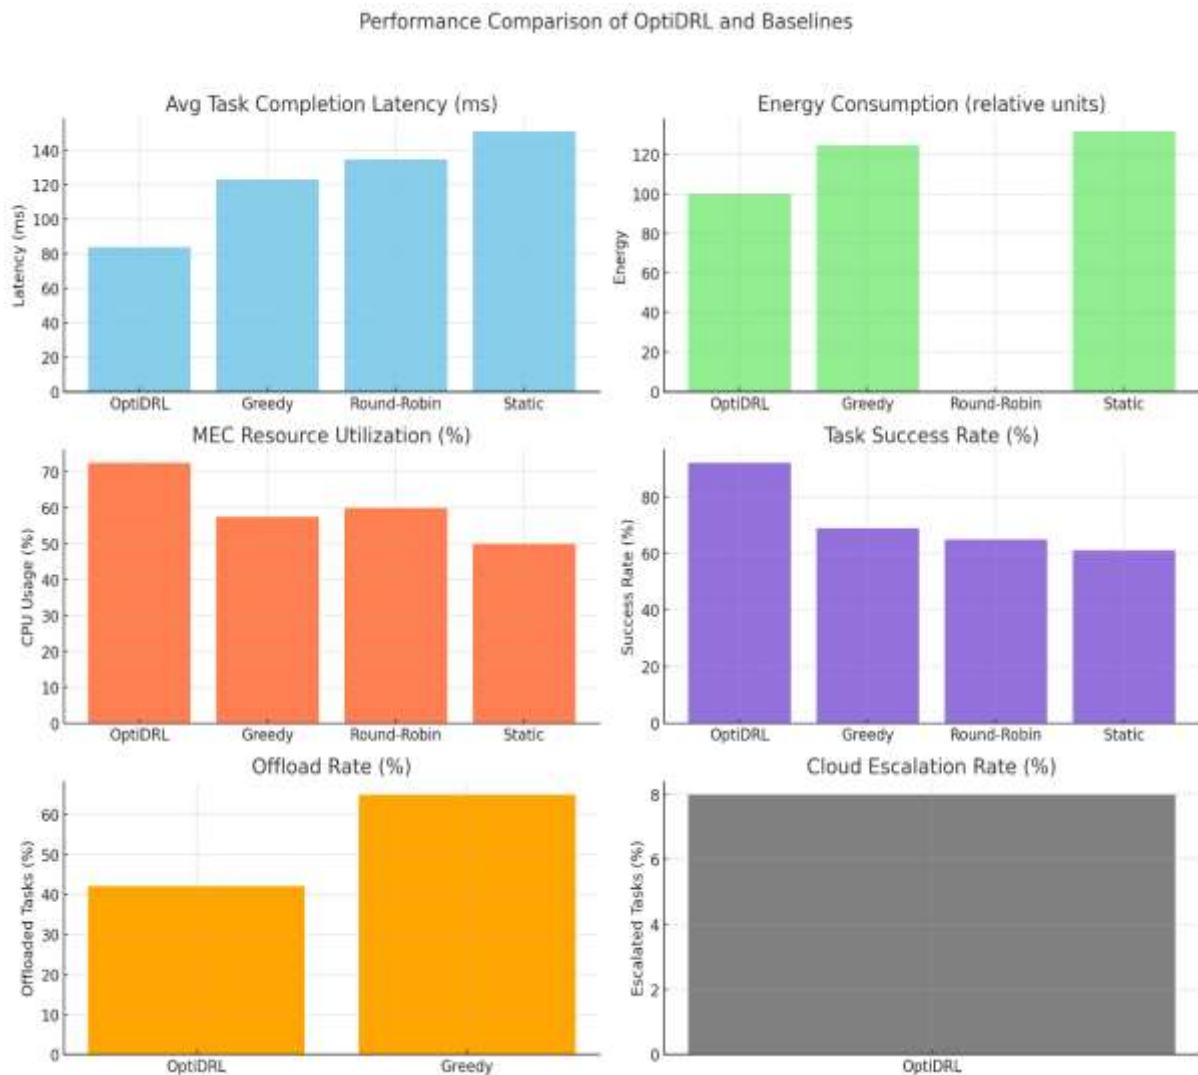 Performance Comparison of OptiDRL and Baselines
Avg Task Completion Latency (ms)
Latency (ms)
140
120
100
80
60
40
20
0
OptiDRL Greedy Round-Robin Static
Energy Consumption (relative units)
Energy
120
100
80
60
40
20
0
OptiDRL Greedy Round-Robin Static
MEC Resource Utilization (%)
CPU Usage (%)
70
60
50
40
30
20
10
0
OptiDRL Greedy Round-Robin Static
Task Success Rate (%)
Success Rate (%)
80
60
40
20
0
OptiDRL Greedy Round-Robin Static
Offload Rate (%)
Offloaded Tasks (%)
60
50
40
30
20
10
0
OptiDRL Greedy
Cloud Escalation Rate (%)
Escalated Tasks (%)
8
6
4
2
0
OptiDRL